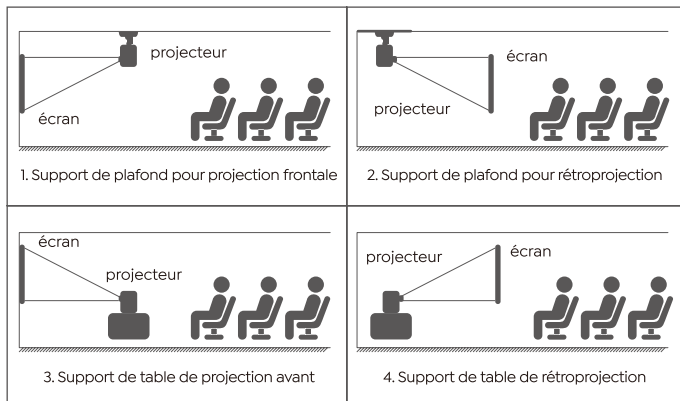 projecteur
écran
1. Support de plafond pour projection frontale
écran
projecteur
2. Support de plafond pour rétroprojection
écran
projecteur
3. Support de table de projection avant
projecteur
écran
4. Support de table de rétroprojection